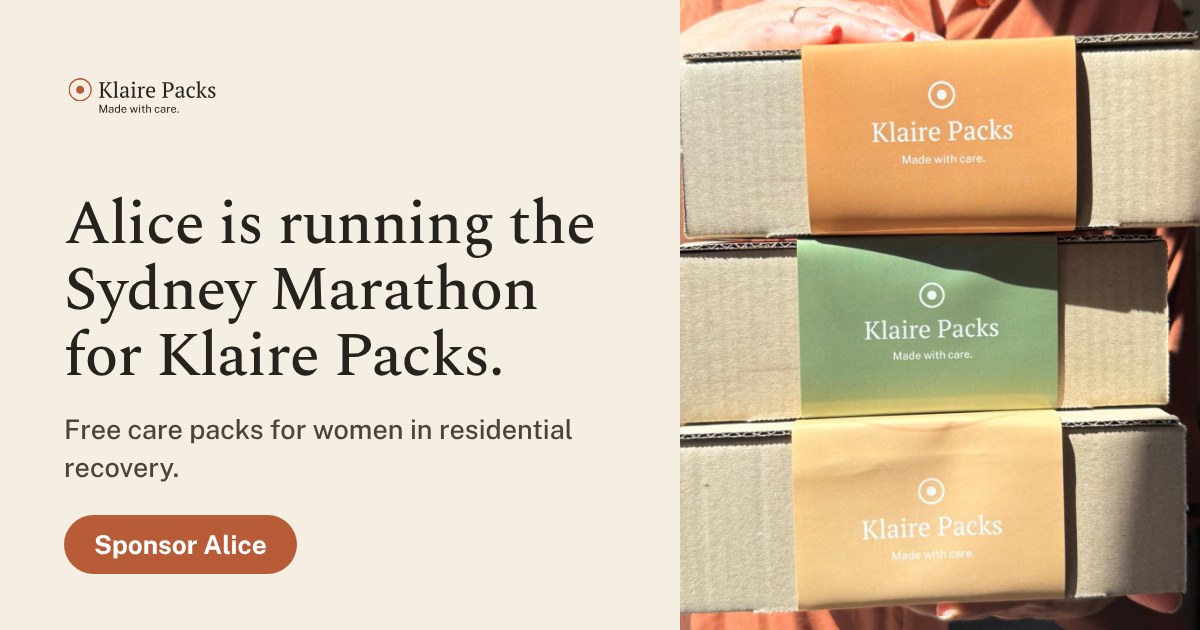 Klaire Packs
Made with care.
Alice is running the
Sydney Marathon
for Klaire Packs.
Free care packs for women in residential
recovery.
Sponsor Alice
Klaire Packs
Made with care.
Klaire Packs
Made with care.
Klaire Packs
Made with care.